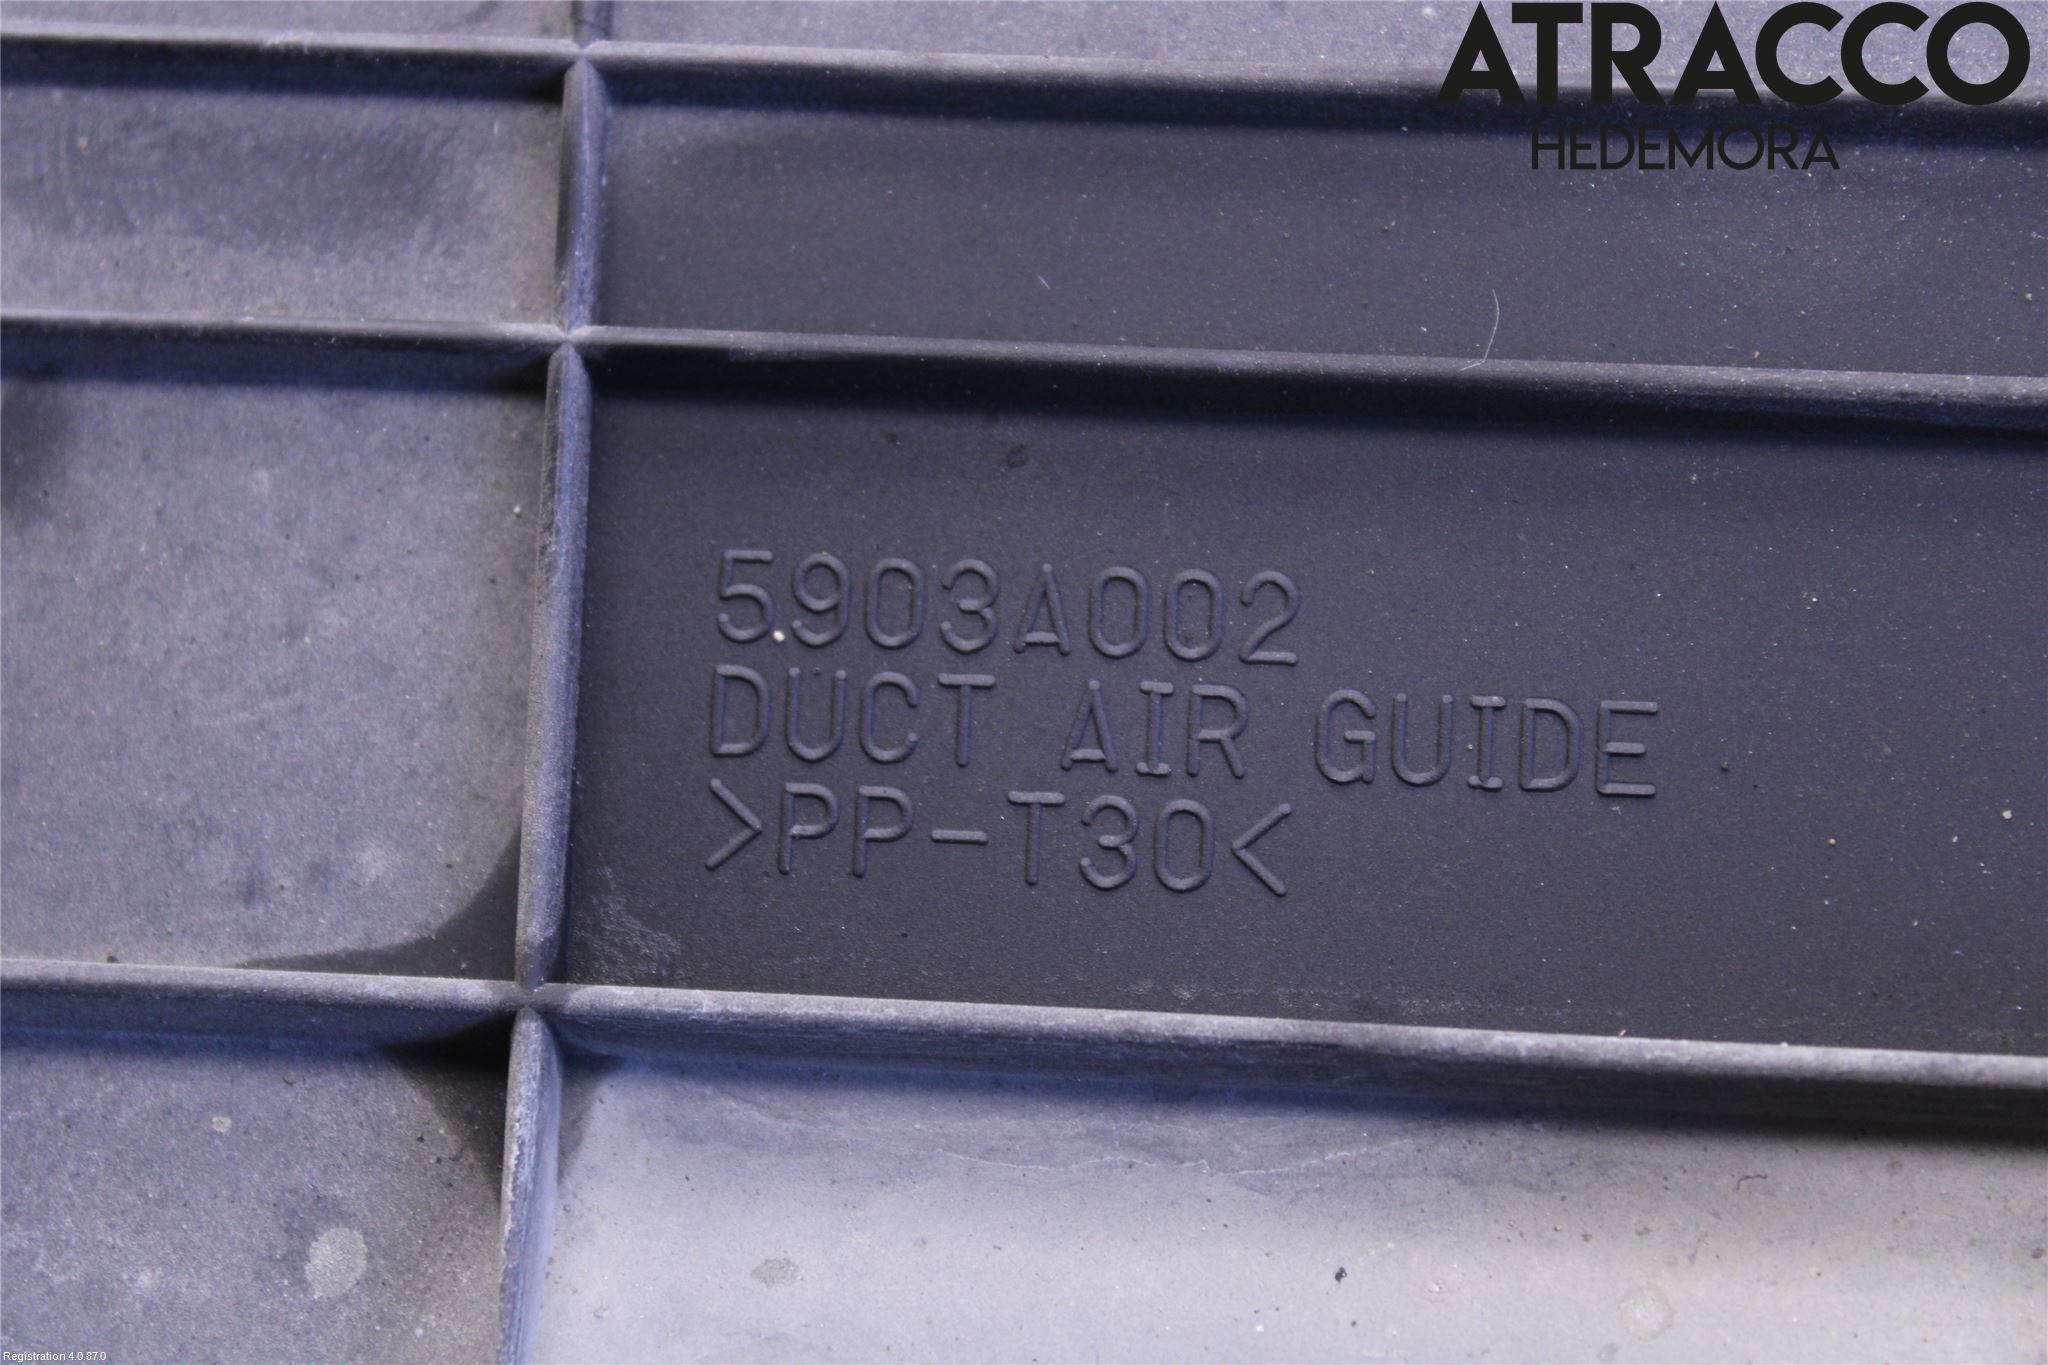 ATRACCO
HEDEMORA
5903A002
DUCT AIR GUIDE
>PP-T30<
Registration 4.0.87.0